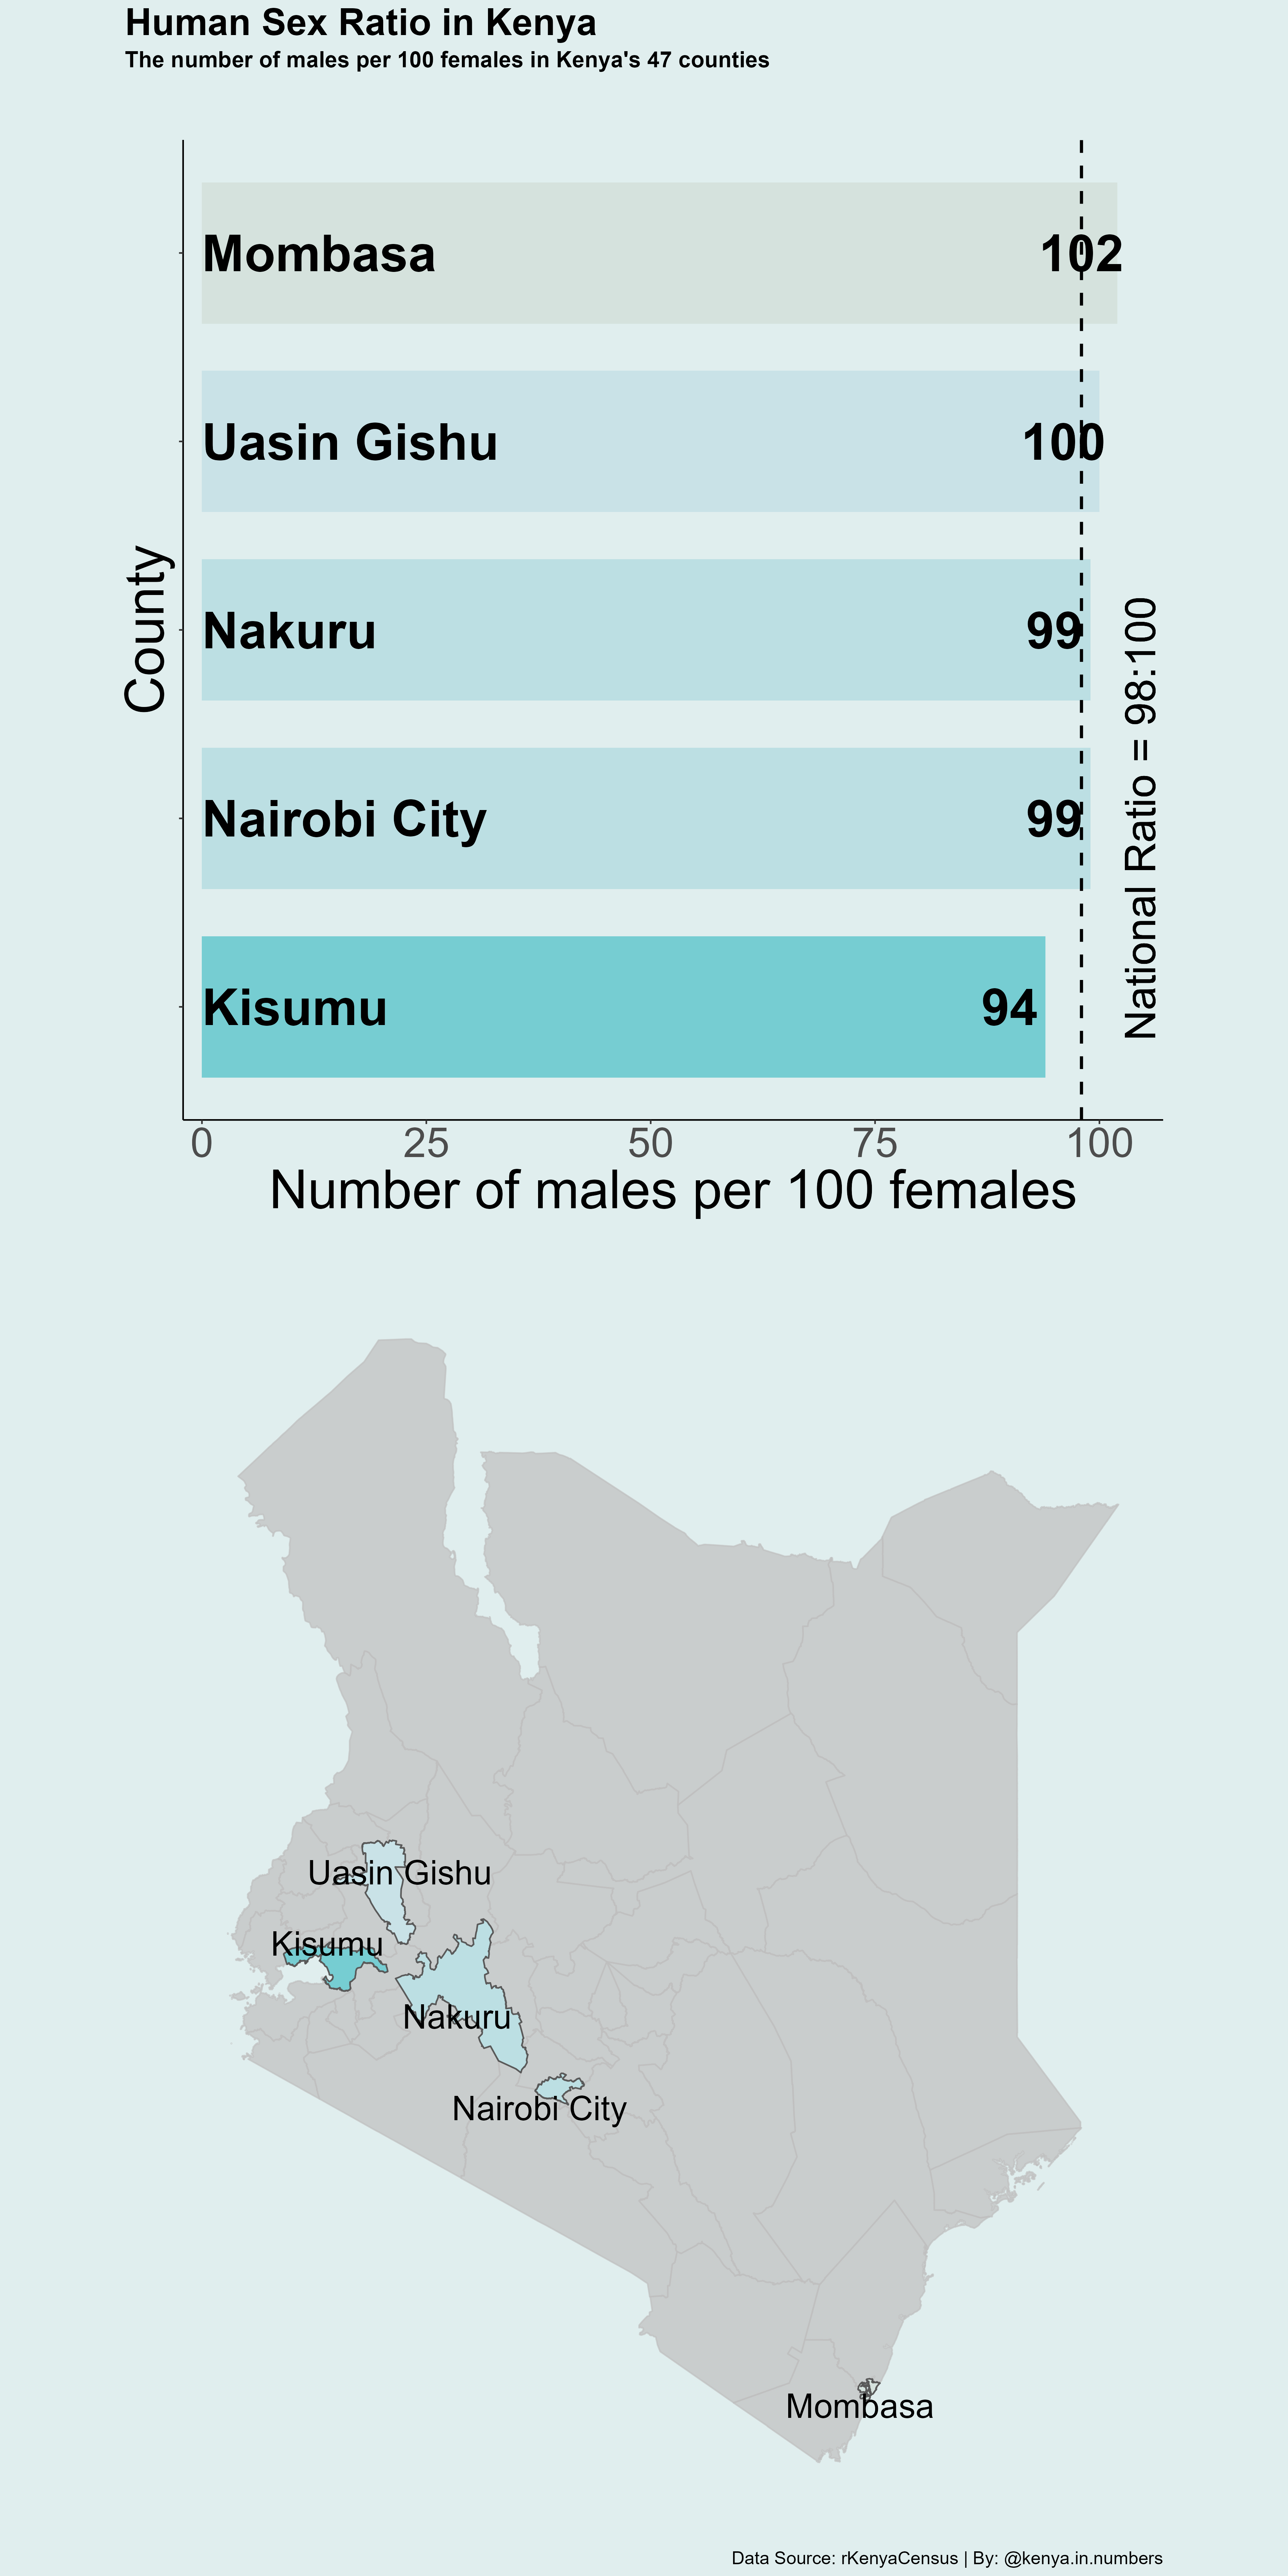 Human Sex Ratio in Kenya
The number of males per 100 females in Kenya's 47 counties
County
Mombasa 102
Uasin Gishu 100
Nakuru 99
Nairobi City 99
Kisumu 94
National Ratio = 98:100
0 25 50 75 100
Number of males per 100 females
Uasin Gishu
Kisumu
Nakuru
Nairobi City
Mombasa
Data Source: rKenyaCensus | By: @kenya.in.numbers